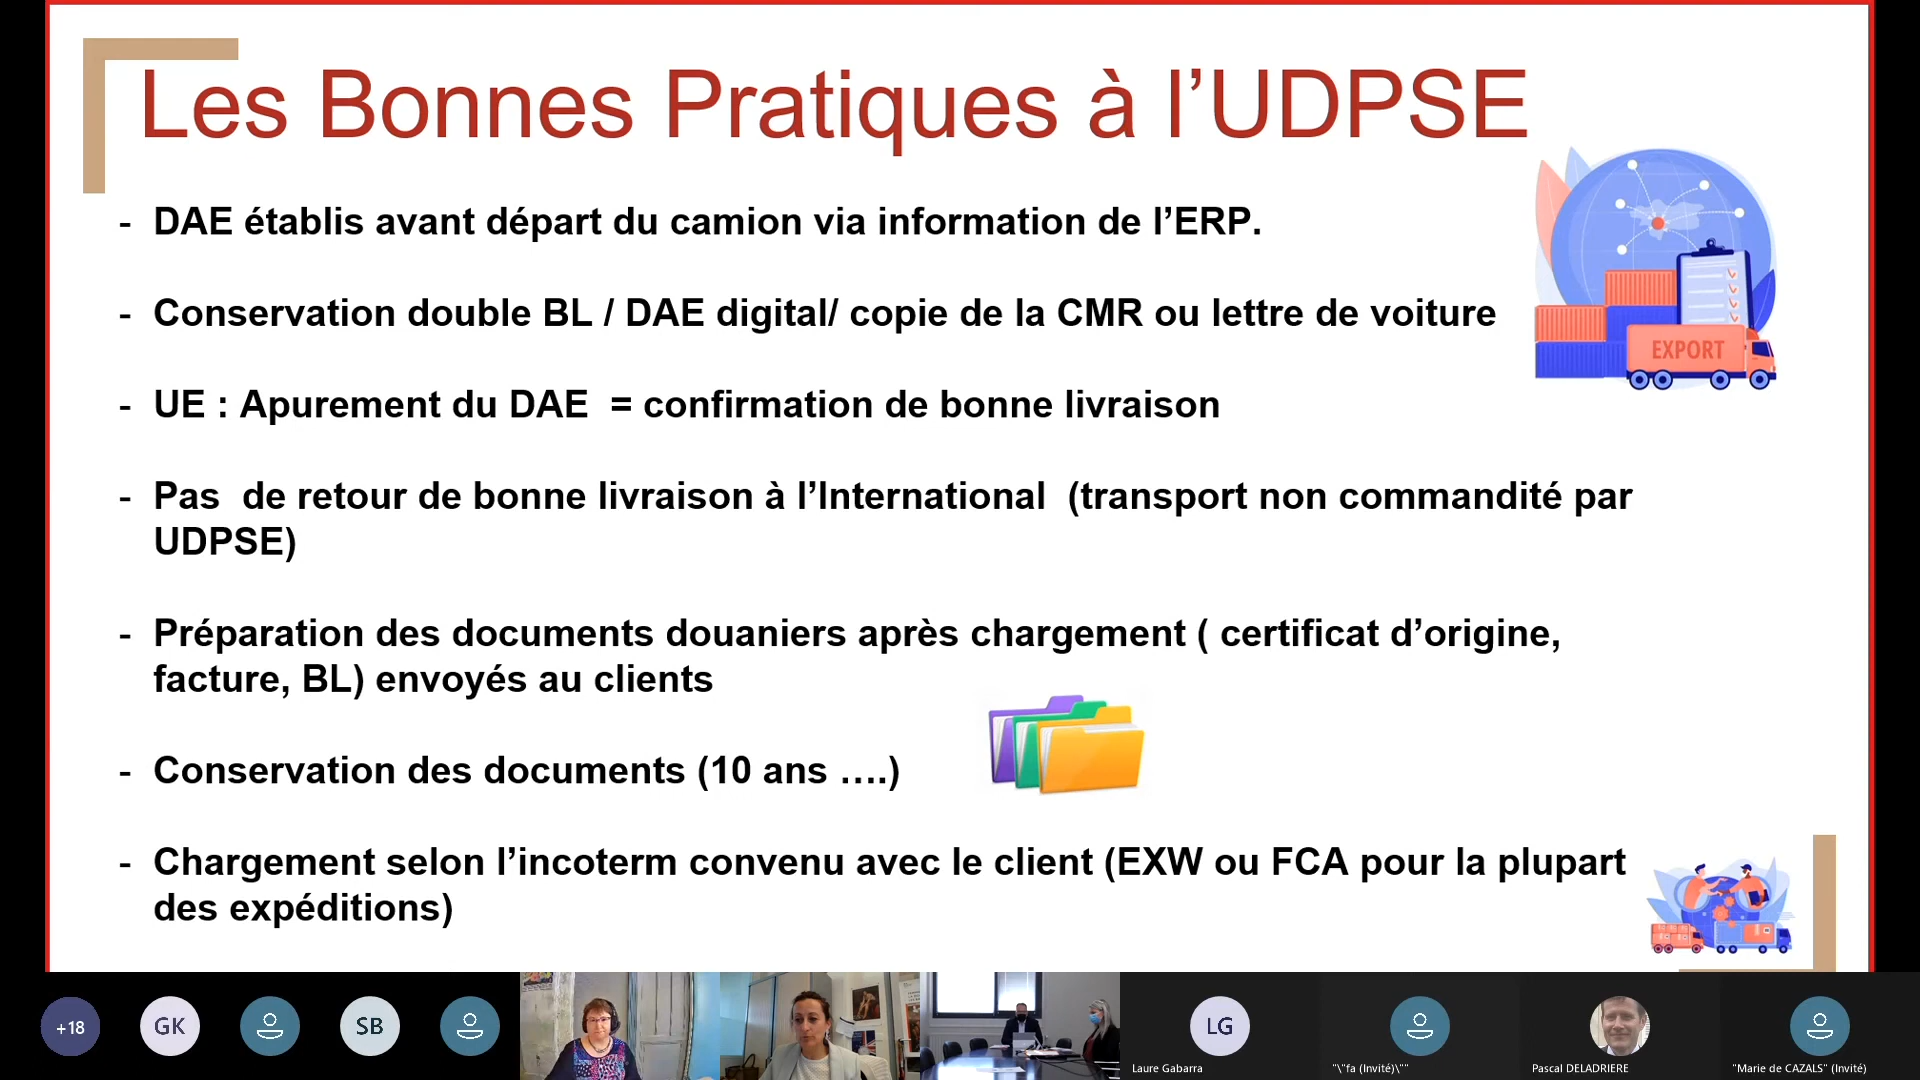 Les Bonnes Pratiques à l’UDPSE
- DAE établis avant départ du camion via information de l’ERP.
- Conservation double BL / DAE digital/ copie de la CMR ou lettre de voiture
EXPORT
- UE : Apurement du DAE  = confirmation de bonne livraison
- Pas  de retour de bonne livraison à l’International  (transport non commandité par
UDPSE)
- Préparation des documents douaniers après chargement ( certificat d’origine,
facture, BL) envoyés au clients
- Conservation des documents (10 ans ….)
- Chargement selon l’incoterm convenu avec le client (EXW ou FCA pour la plupart
des expéditions)
+18
GK
SB
LG
Laure Gabarra
"\"fa (Invité)\""
Pascal DELADRIERE
"Marie de CAZALS" (Invité)